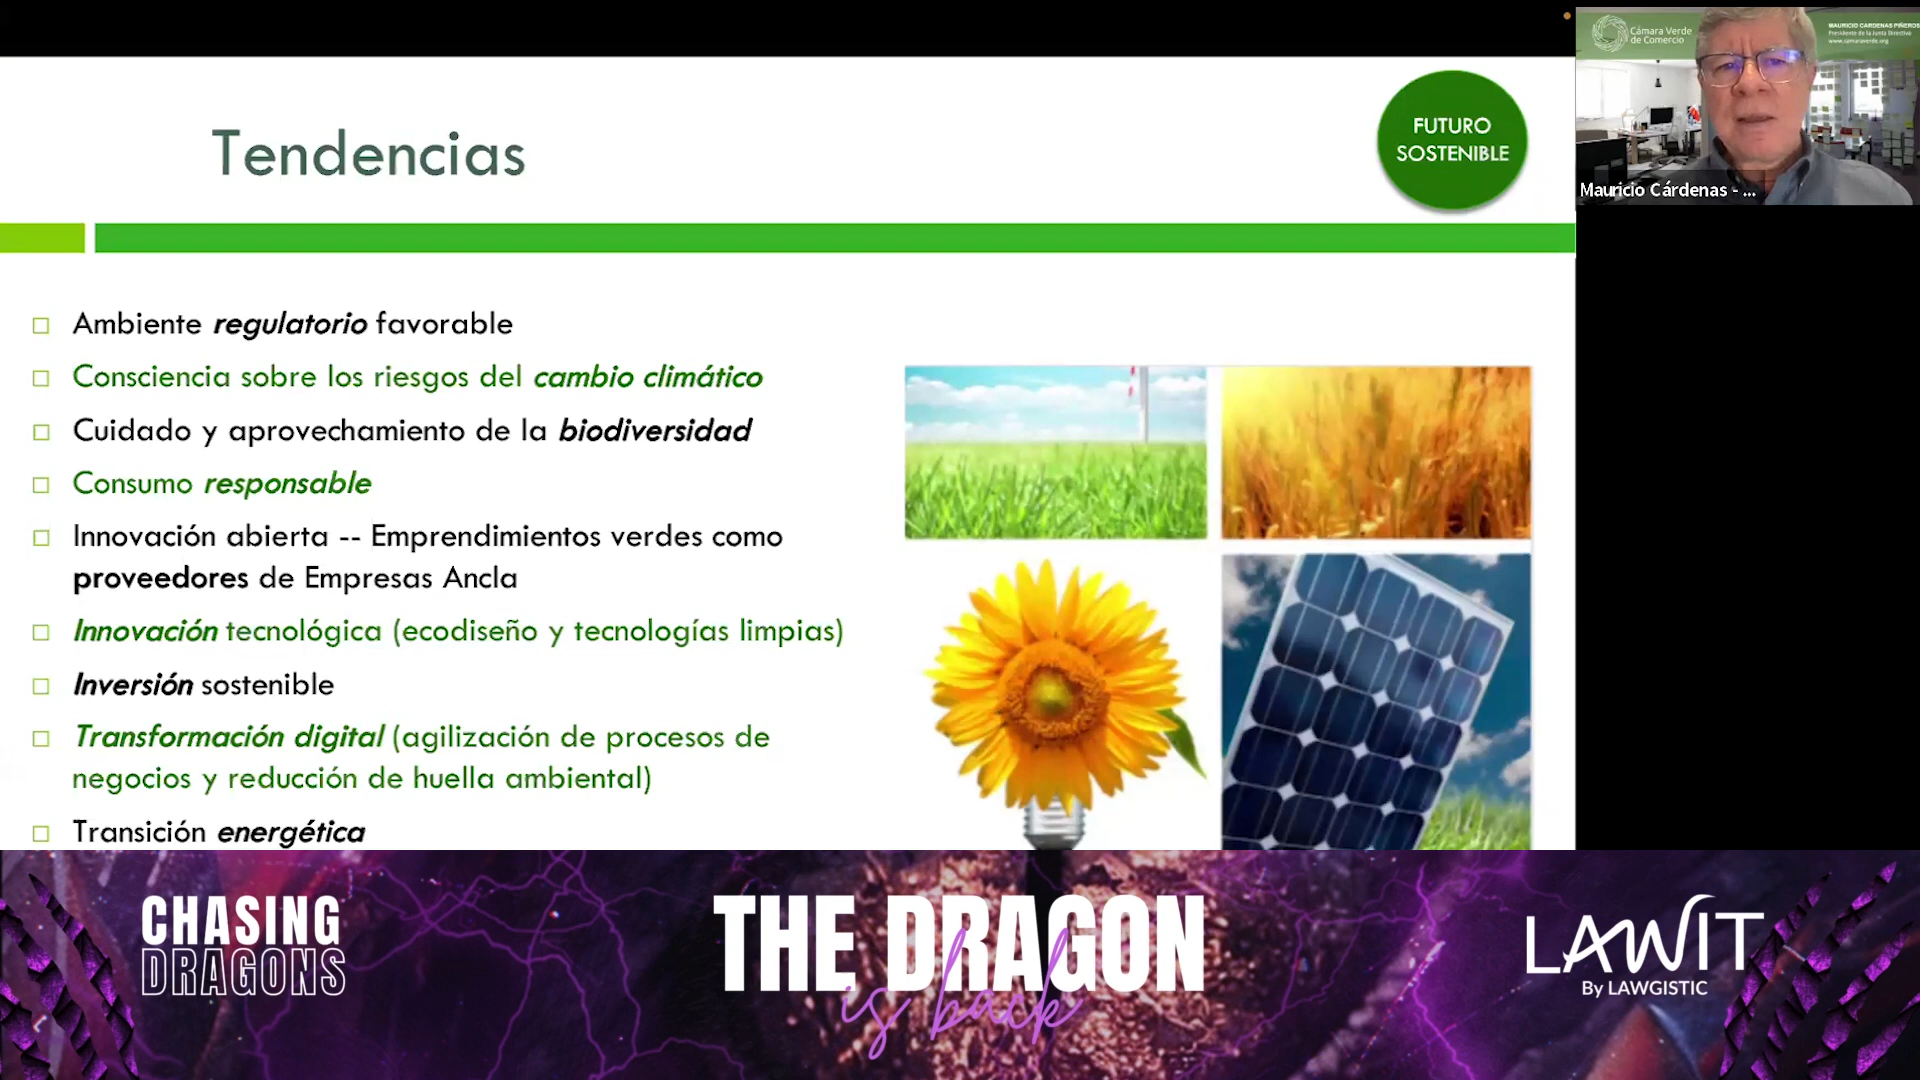 Tendencias
FUTURO
SOSTENIBLE
Ambiente regulatorio favorable
Consciencia sobre los riesgos del cambio climático
Cuidado y aprovechamiento de la biodiversidad
Consumo responsable
Innovación abierta -- Emprendimientos verdes como
proveedores de Empresas Ancla
Innovación tecnológica (ecodiseño y tecnologías limpias)
Inversión sostenible
Transformación digital (agilización de procesos de
negocios y reducción de huella ambiental)
Transición energética
Cámara Verde
de Comercio
MAURICIO CARDENAS PIÑEROS
Presidente de la Junta Directiva
www.camaraverde.org
Mauricio Cárdenas - ...
CHASING
DRAGONS
THE DRAGON
is back
LAWIT
By LAWGISTIC